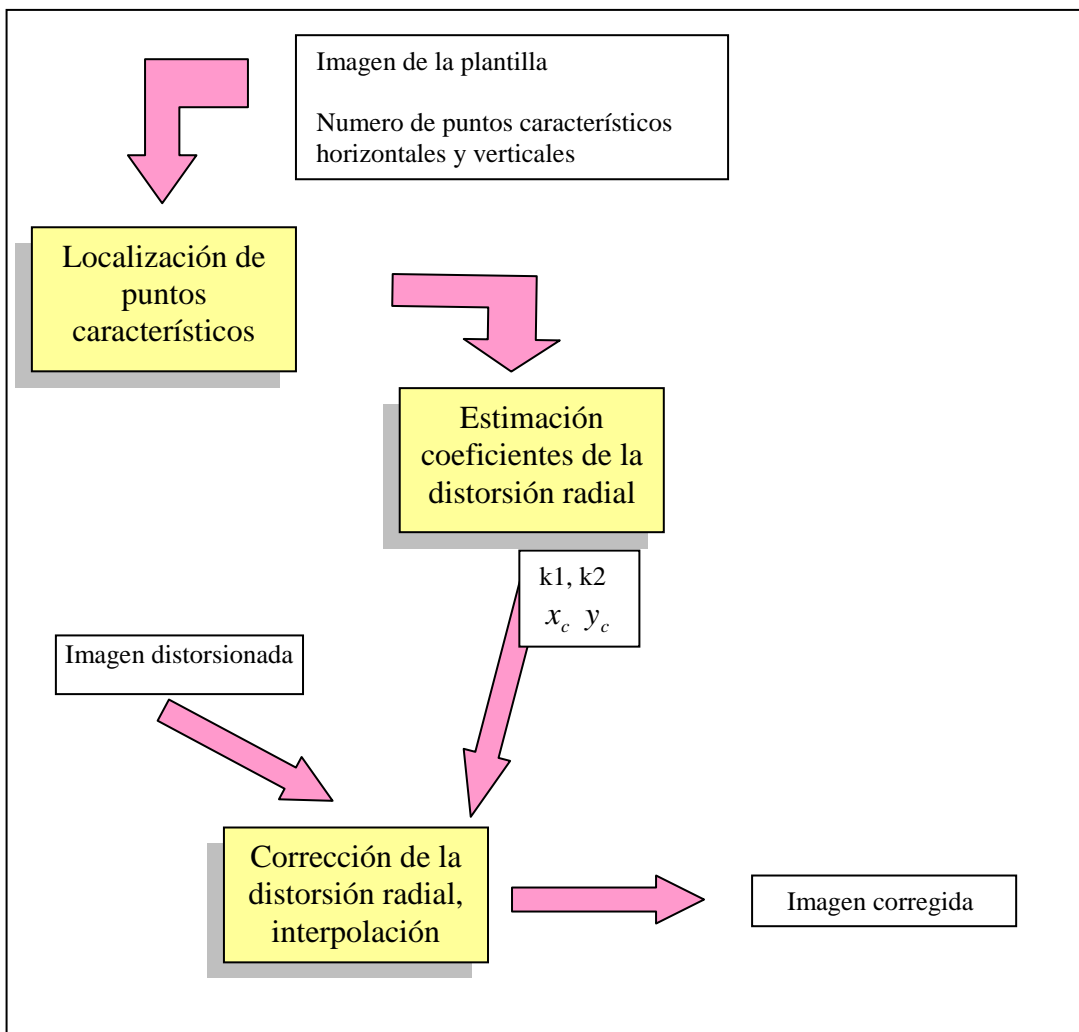 Imagen de la plantilla
Numero de puntos característicos
horizontales y verticales
Localización de
puntos
característicos
Estimación
coeficientes de la
distorsión radial
k1, k2
x_c y_c
Imagen distorsionada
Corrección de la
distorsión radial,
interpolación
Imagen corregida